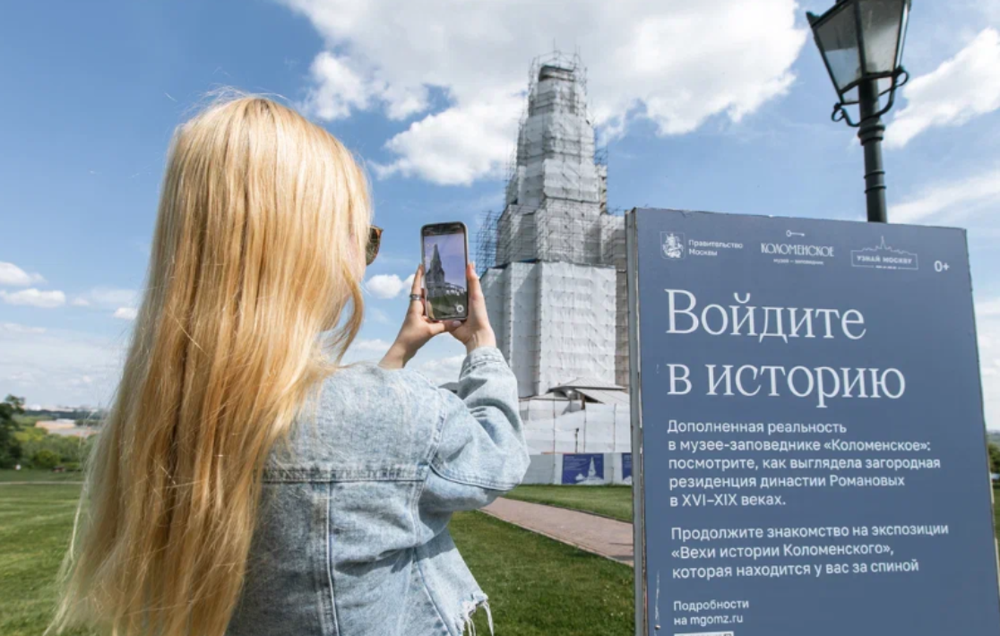 Правительство
Москвы
КОЛОМЕНСКОЕ
музей — заповедник
УЗНАЙ МОСКВУ
0+
Войдите
в историю
Дополненная реальность
в музее-заповеднике «Коломенское»:
посмотрите, как выглядела загородная
резиденция династии Романовых
в XVI–XIX веках.
Продолжите знакомство на экспозиции
«Вехи истории Коломенского»,
которая находится у вас за спиной
Подробности
на mgomz.ru